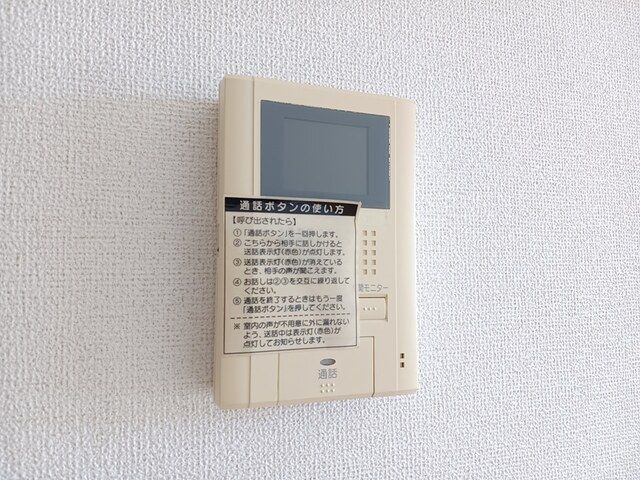 通話ボタンの使い方
【呼び出されたら】
① 「通話ボタン」を一回押します。
② こちらから相手に話しかけると
送話表示灯(赤色)が点灯します。
③ 送話表示灯(赤色)が消えている
とき、相手の声が聞こえます。
④ お話しは②③を交互に繰り返して
ください。
⑤ 通話を終了するときはもう一度
「通話ボタン」を押してください。
※ 室内の声が不用意に外に漏れない
よう、送話中は表示灯(赤色)が
点灯してお知らせします。
モニター
通話